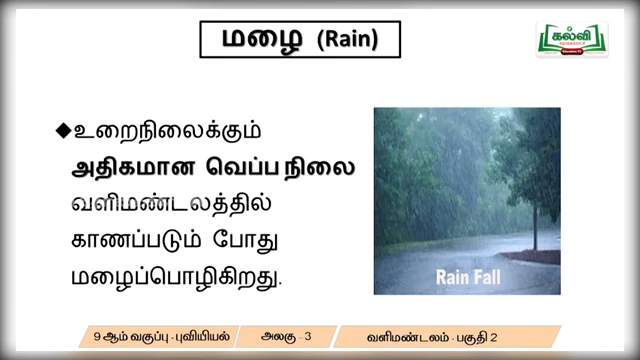 மழை (Rain)
கல்வி
◆உறைநிலைக்கும்
அதிகமான வெப்பநிலை
வளிமண்டலத்தில்
காணப்படும் போது
மழைப்பொழிகிறது.
Rain Fall
9 ஆம் வகுப்பு - புவியியல்
அலகு - 3
வளிமண்டலம் - பகுதி 2